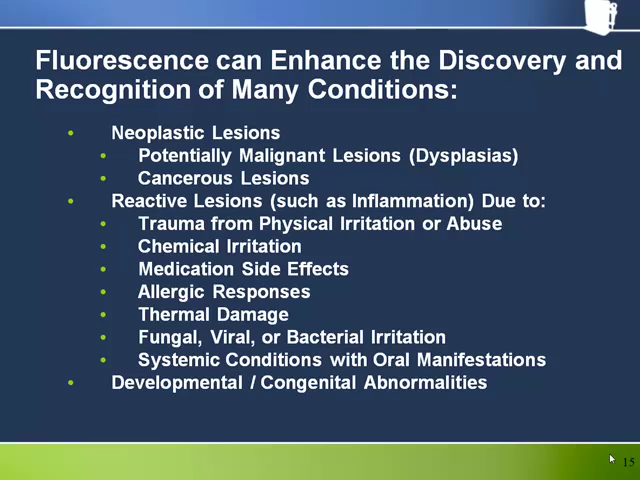 Fluorescence can Enhance the Discovery and
Recognition of Many Conditions:
• Neoplastic Lesions
• Potentially Malignant Lesions (Dysplasias)
• Cancerous Lesions
• Reactive Lesions (such as Inflammation) Due to:
• Trauma from Physical Irritation or Abuse
• Chemical Irritation
• Medication Side Effects
• Allergic Responses
• Thermal Damage
• Fungal, Viral, or Bacterial Irritation
• Systemic Conditions with Oral Manifestations
• Developmental / Congenital Abnormalities
15